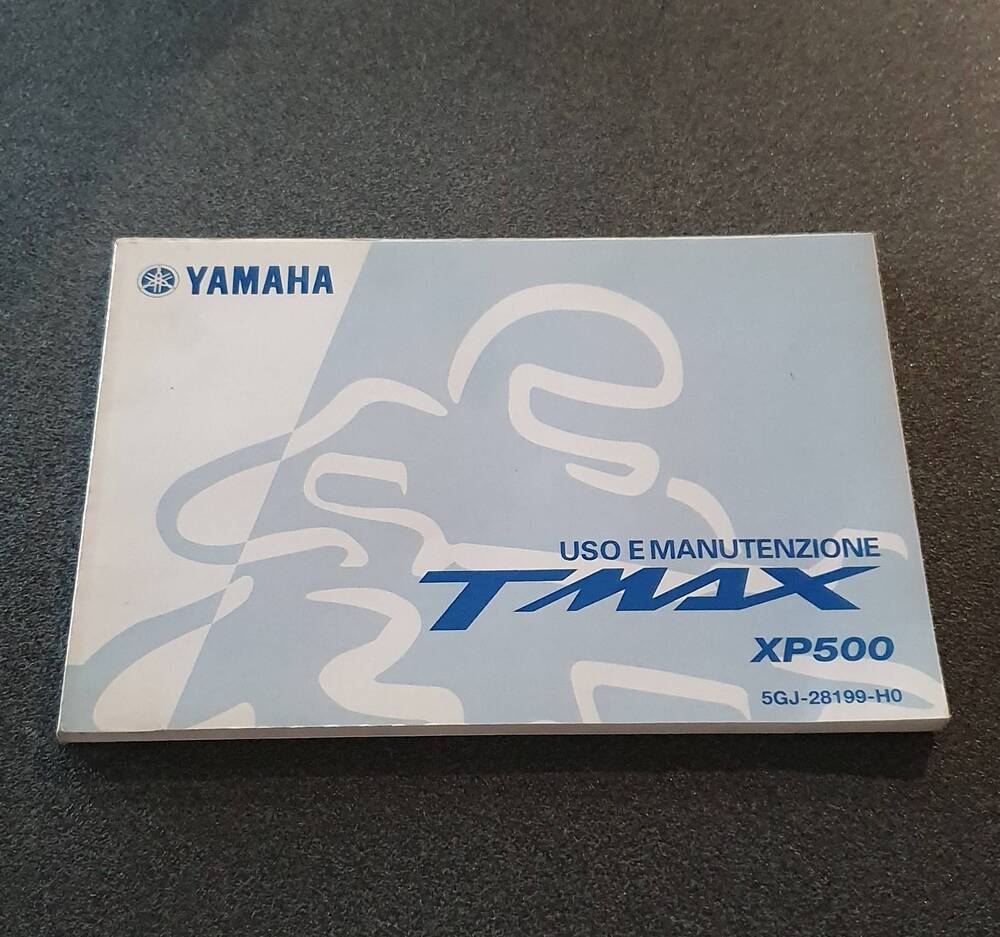 YAMAHA
USO E MANUTENZIONE
TMAX
XP500
5GJ-28199-H0